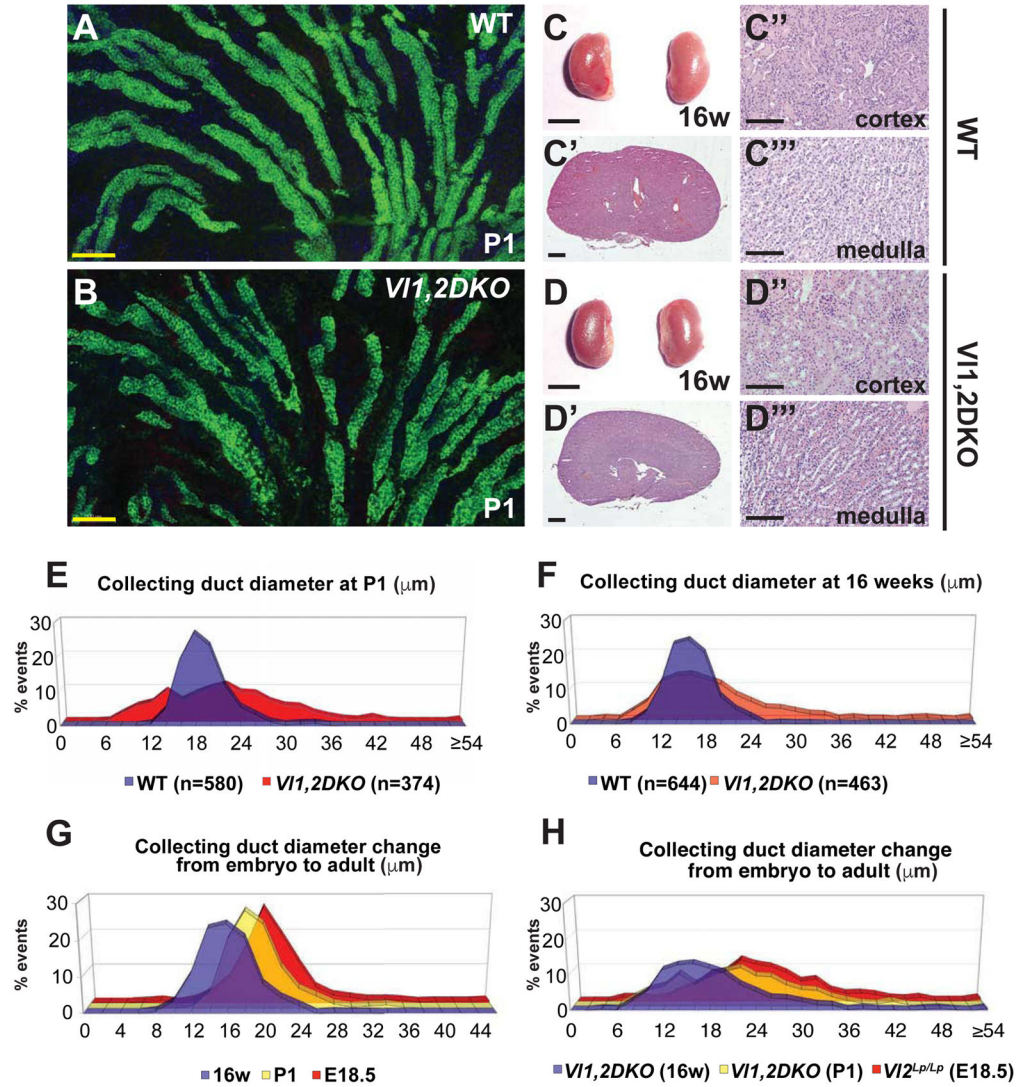 A WT
P1
B Vl1,2DKO
P1
C 16w
C' 
C'' cortex
C''' medulla
WT
D 16w
D'
D'' cortex
D''' medulla
Vl1,2DKO
E Collecting duct diameter at P1 (μm)
% events
30
20
10
0
0 6 12 18 24 30 36 42 48 ≥54
WT (n=580) Vl1,2DKO (n=374)
F Collecting duct diameter at 16 weeks (μm)
% events
30
20
10
0
0 6 12 18 24 30 36 42 48 ≥54
WT (n=644) Vl1,2DKO (n=463)
G Collecting duct diameter change
from embryo to adult (μm)
% events
30
20
10
0
0 4 8 12 16 20 24 28 32 36 40 44
16w P1 E18.5
H Collecting duct diameter change
from embryo to adult (μm)
% events
30
20
10
0
0 6 12 18 24 30 36 42 48 ≥54
Vl1,2DKO (16w) Vl1,2DKO (P1) Vl2Lp/Lp (E18.5)